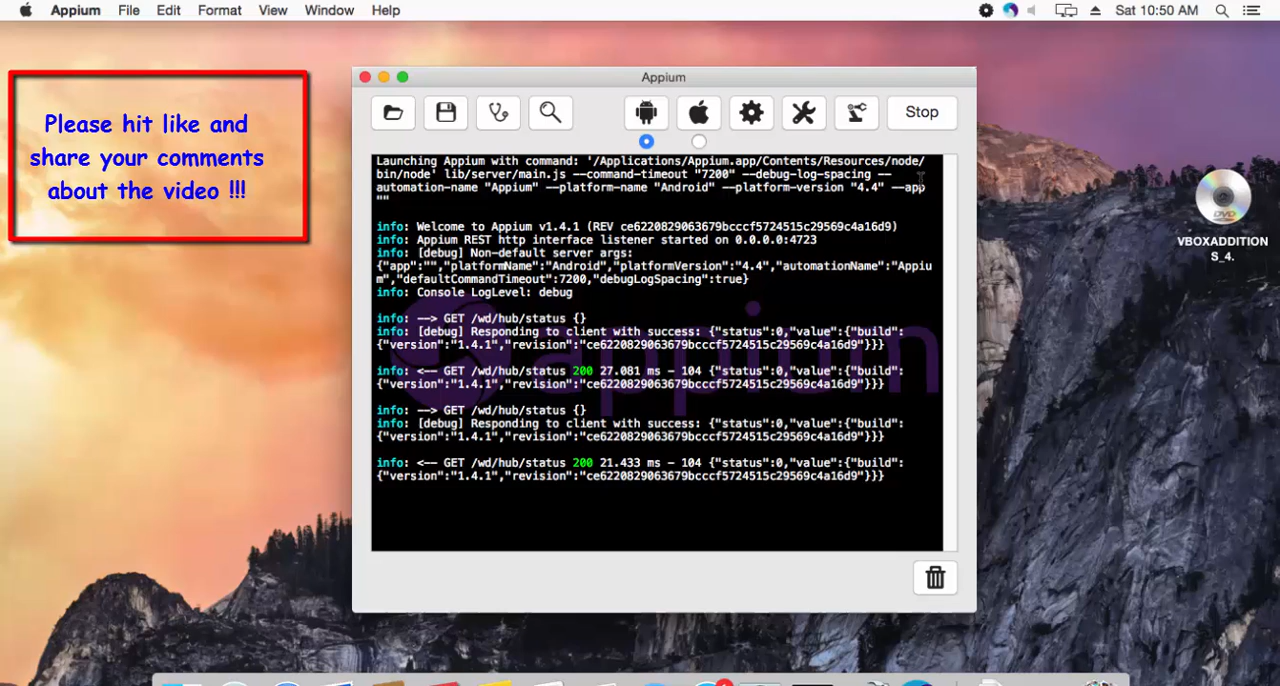 Appium File Edit Format View Window Help Sat 10:50 AM
Please hit like and
share your comments
about the video !!!
Appium
Stop
Launching Appium with command: '/Applications/Appium.app/Contents/Resources/node/
bin/node' lib/server/main.js --command-timeout "7200" --debug-log-spacing --
automation-name "Appium" --platform-name "Android" --platform-version "4.4" --app
""
info: Welcome to Appium v1.4.1 (REV ce6220829063679bcccf5724515c29569c4a16d9)
info: Appium REST http interface listener started on 0.0.0.0:4723
info: [debug] Non-default server args:
{"app":"","platformName":"Android","platformVersion":"4.4","automationName":"Appiu
m","defaultCommandTimeout":7200,"debugLogSpacing":true}
info: Console LogLevel: debug
info: --> GET /wd/hub/status {}
info: [debug] Responding to client with success: {"status":0,"value":{"build":
{"version":"1.4.1","revision":"ce6220829063679bcccf5724515c29569c4a16d9"}}}
info: <-- GET /wd/hub/status 200 27.081 ms - 104 {"status":0,"value":{"build":
{"version":"1.4.1","revision":"ce6220829063679bcccf5724515c29569c4a16d9"}}}
info: --> GET /wd/hub/status {}
info: [debug] Responding to client with success: {"status":0,"value":{"build":
{"version":"1.4.1","revision":"ce6220829063679bcccf5724515c29569c4a16d9"}}}
info: <-- GET /wd/hub/status 200 21.433 ms - 104 {"status":0,"value":{"build":
{"version":"1.4.1","revision":"ce6220829063679bcccf5724515c29569c4a16d9"}}}
appium
DVD
VBOXADDITION
S_4.